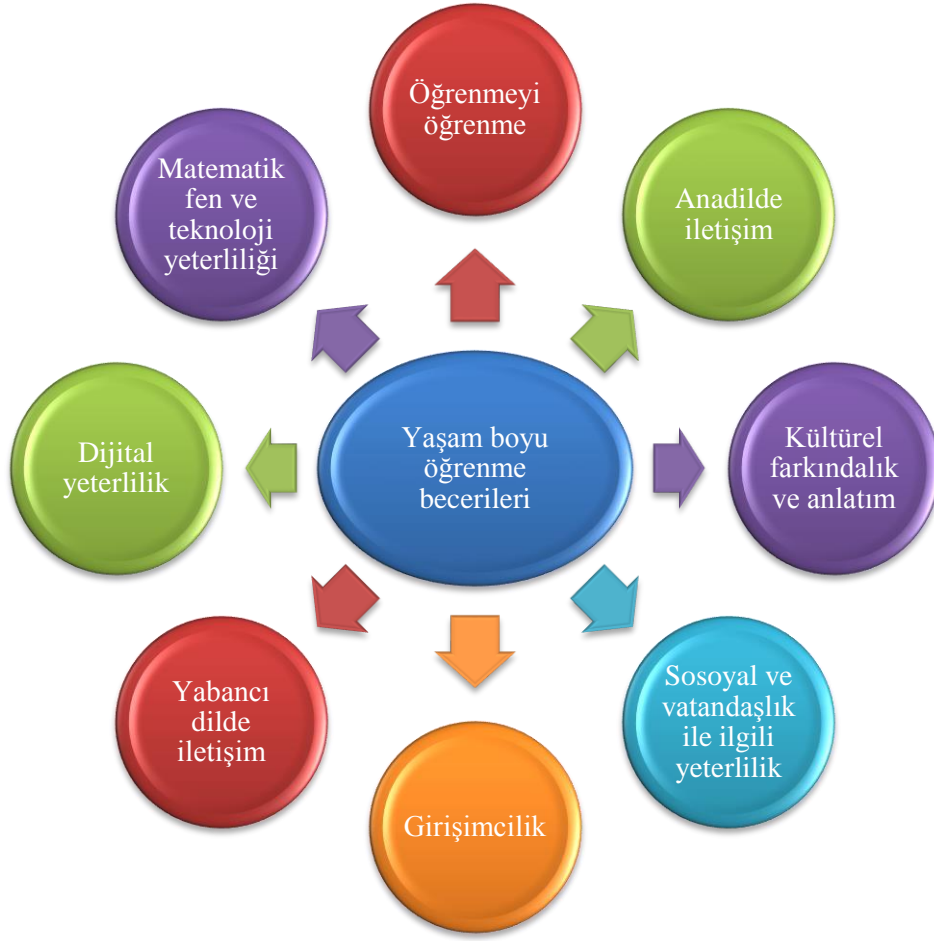 Öğrenmeyi
öğrenme
Anadilde
iletişim
Kültürel
farkındalık
ve anlatım
Sosoyal ve
vatandaşlık
ile ilgili
yeterlilik
Girişimcilik
Yabancı
dilde
iletişim
Dijital
yeterlilik
Matematik
fen ve
teknoloji
yeterliliği
Yaşam boyu
öğrenme
becerileri